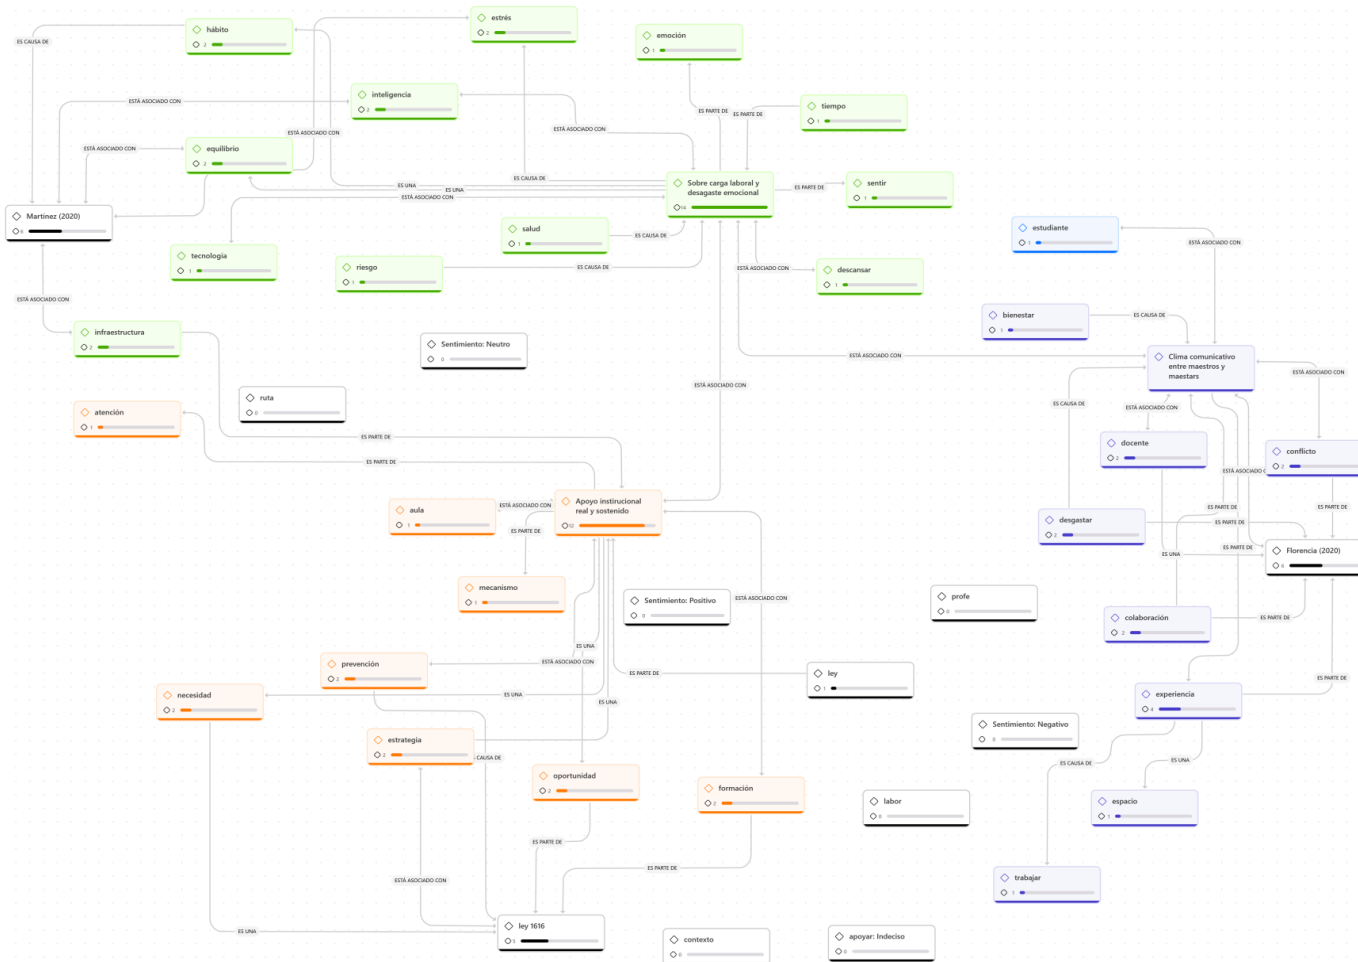 estrés
2
hábito
2
emoción
1
ES CAUSA DE
inteligencia
2
ESTÁ ASOCIADO CON
tiempo
1
ES PARTE DE
ES PARTE DE
ESTÁ ASOCIADO CON
ESTÁ ASOCIADO CON
equilibrio
2
ESTÁ ASOCIADO CON
ES CAUSA DE
Sobre carga laboral y
desagaste emocional
14
ES UNA
ES UNA
ES PARTE DE
sentir
1
ESTÁ ASOCIADO CON
Martínez (2020)
6
salud
1
ES CAUSA DE
estudiante
1
ESTÁ ASOCIADO CON
tecnología
1
riesgo
1
ES CAUSA DE
ESTÁ ASOCIADO CON
descansar
1
ESTÁ ASOCIADO CON
bienestar
1
ES CAUSA DE
infraestructura
2
Sentimiento: Neutro
0
ESTÁ ASOCIADO CON
Clima comunicativo
entre maestros y
maestars
ESTÁ ASOCIADO CON
ESTÁ ASOCIADO CON
ruta
0
atención
1
ES CAUSA DE
ESTÁ ASOCIADO CON
ES PARTE DE
docente
2
conflicto
2
ES PARTE DE
ESTÁ ASOCIADO C
aula
1
ESTÁ ASOCIADO CON
Apoyo instirucional
real y sostenido
12
ES PARTE DE
ES PARTE DE
ES PARTE DE
desgastar
2
ES PARTE DE
ES PARTE DE
ES UNA
Florencia (2020)
6
mecanismo
1
Sentimiento: Positivo
0
ESTÁ ASOCIADO CON
profe
0
colaboración
2
ES PARTE DE
ES UNA
prevención
2
ESTÁ ASOCIADO CON
ES PARTE DE
ley
1
ES PARTE DE
necesidad
2
ES UNA
ES UNA
experiencia
4
Sentimiento: Negativo
0
estrategia
2
CAUSA DE
ES CAUSA DE
ES UNA
oportunidad
2
formación
2
labor
0
espacio
1
ES PARTE DE
ES PARTE DE
ESTÁ ASOCIADO CON
trabajar
1
ley 1616
5
ES UNA
contexto
0
apoyar: Indeciso
0